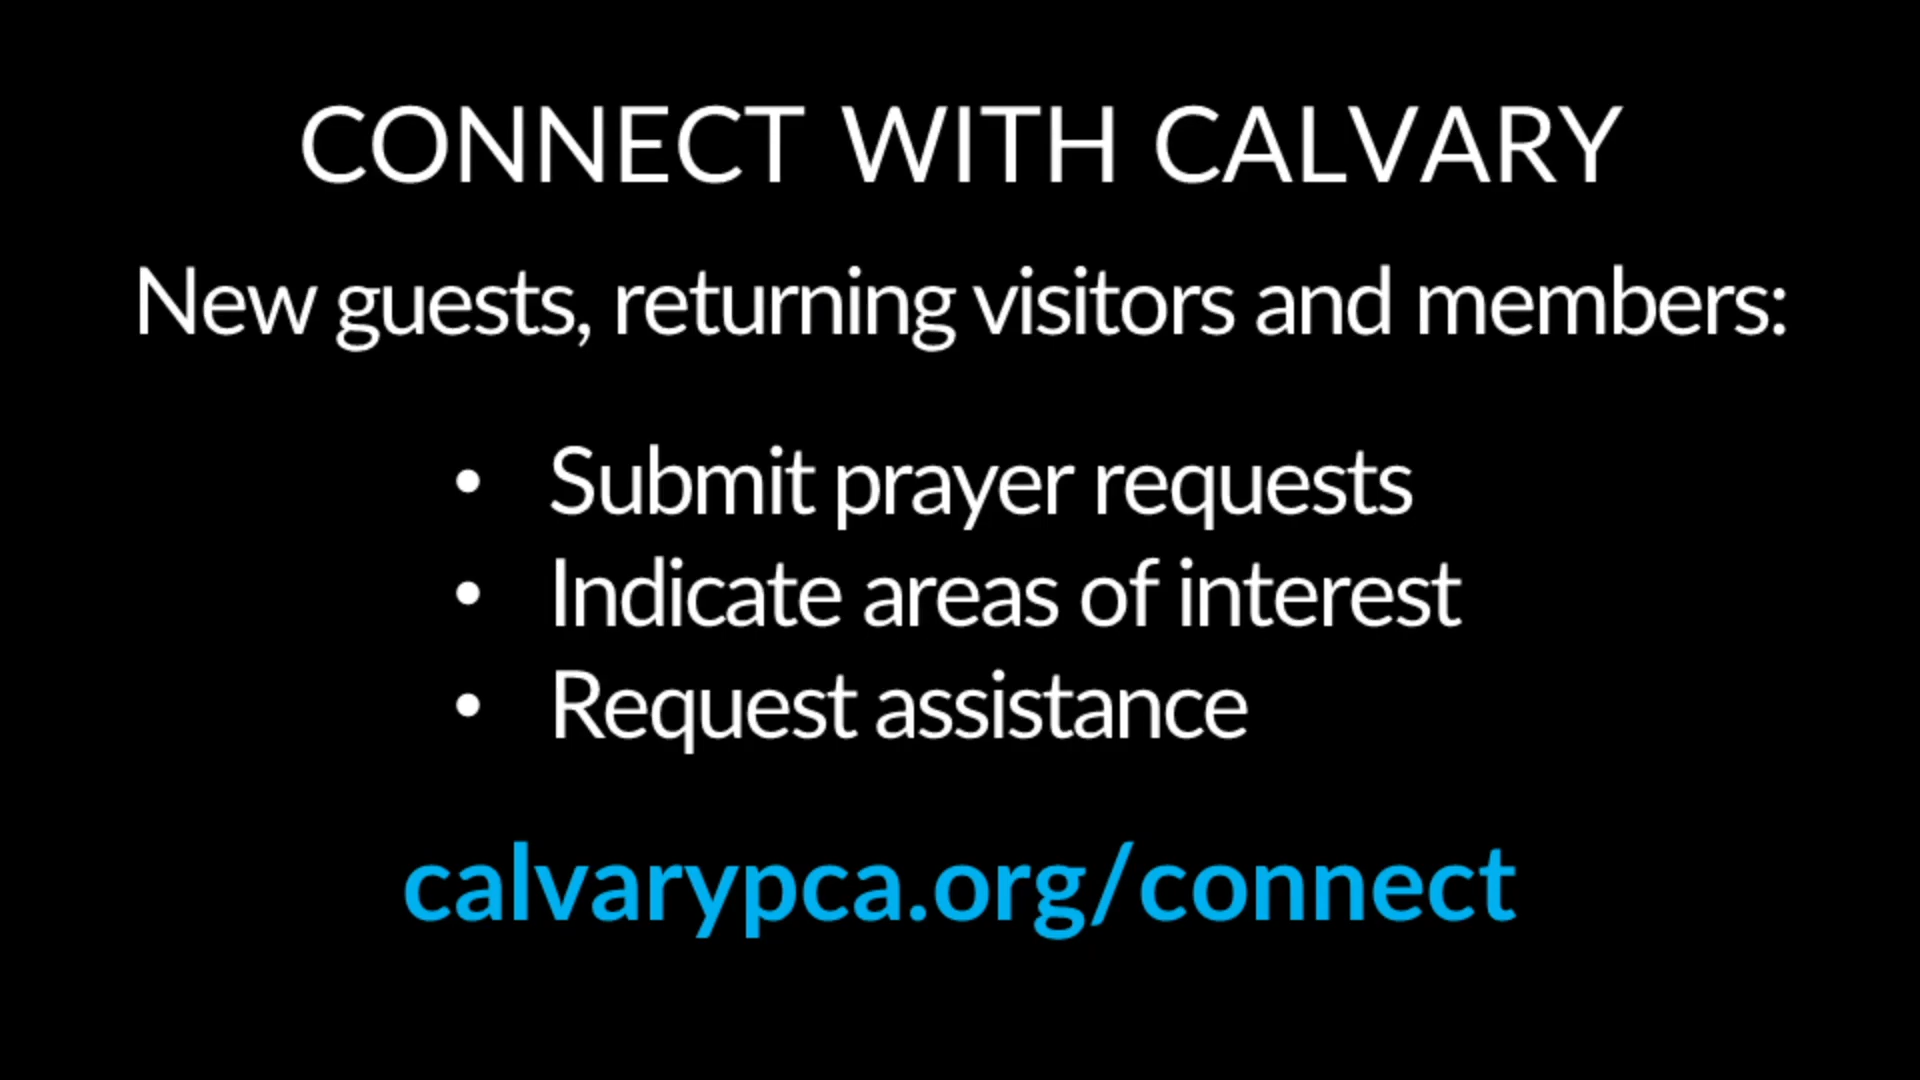 CONNECT WITH CALVARY
New guests, returning visitors and members:
• Submit prayer requests
• Indicate areas of interest
• Request assistance
calvarypca.org/connect